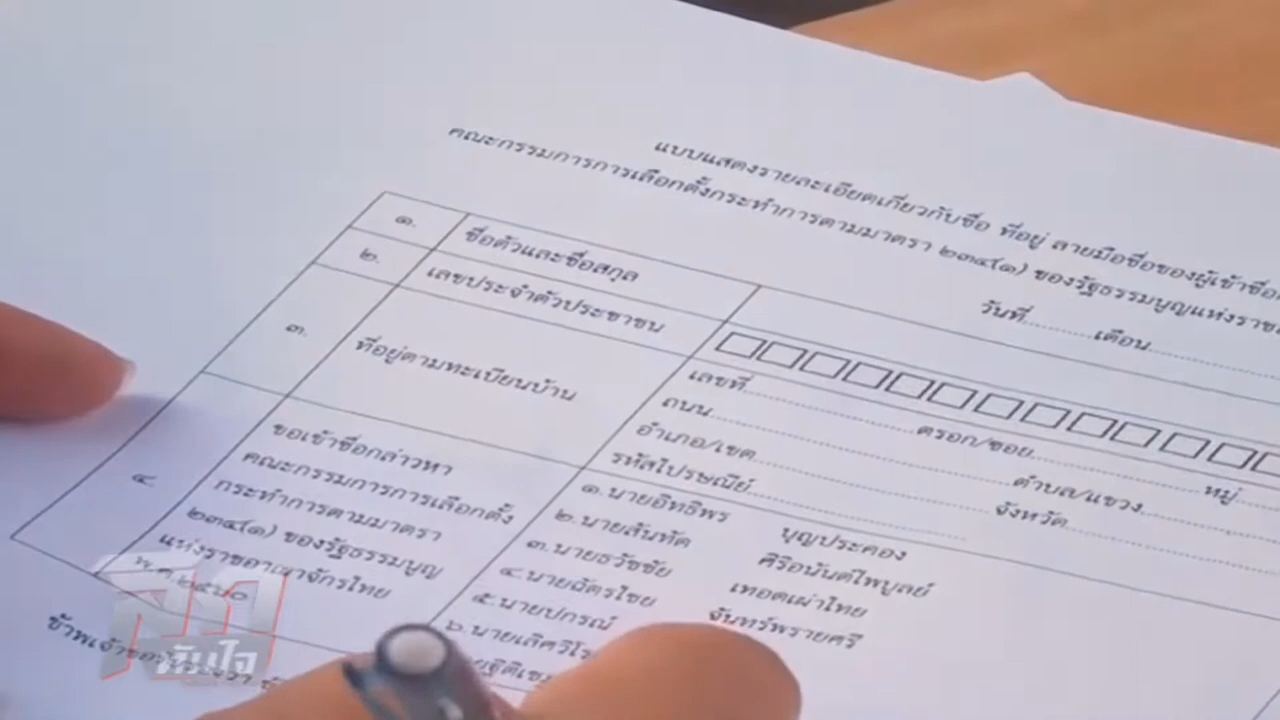 แบบแสดงรายละเอียดเกี่ยวกับชื่อ ที่อยู่ ลายมือชื่อของผู้เข้าชื่อ
คณะกรรมการการเลือกตั้งกระทำการตามมาตรา ๒๓๔(๑) ของรัฐธรรมนูญแห่งราช
วันที่............เดือน
๑. ชื่อตัวและชื่อสกุล
๒. เลขประจำตัวประชาชน
๓. ที่อยู่ตามทะเบียนบ้าน
เลขที่............ตรอก/ซอย............หมู่
ถนน............ตำบล/แขวง
อำเภอ/เขต............จังหวัด
รหัสไปรษณีย์
๔. ขอเข้าชื่อกล่าวหา
คณะกรรมการการเลือกตั้ง
กระทำการตามมาตรา
๒๓๔(๑) ของรัฐธรรมนูญ
แห่งราชอาณาจักรไทย
พ.ศ.๒๕๖๐
๑.นายอิทธิพร บุญประคอง
๒.นายสันทัด ศิริอนันต์ไพบูลย์
๓.นายธวัชชัย เทอดเผ่าไทย
๔.นายฉัตรไชย จันทร์พรายศรี
๕.นายปกรณ์
๖.นายเลิศวิโร
ข้าพเจ้าขอ
ทันใจ